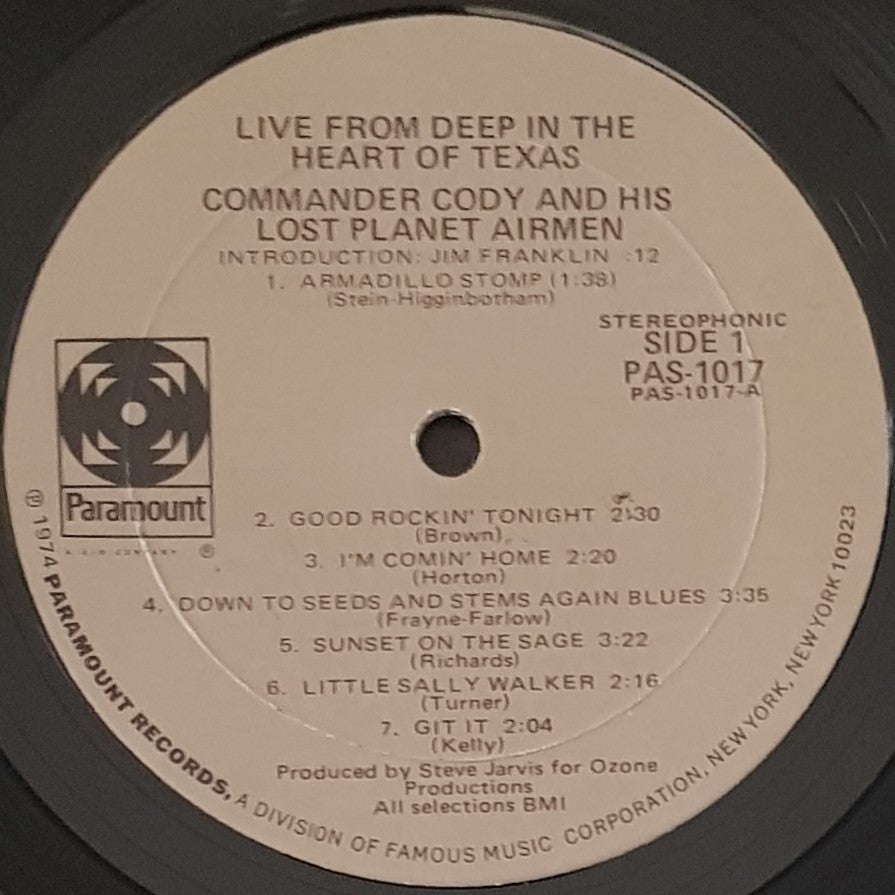 LIVE FROM DEEP IN THE
HEART OF TEXAS
COMMANDER CODY AND HIS
LOST PLANET AIRMEN
INTRODUCTION: JIM FRANKLIN :12
1. ARMADILLO STOMP (1:38)
(Stein-Higginbotham)
STEREOPHONIC
SIDE 1
PAS-1017
PAS-1017-A
Paramount
A G+W COMPANY ®
2. GOOD ROCKIN' TONIGHT 2:30
(Brown)
3. I'M COMIN' HOME 2:20
(Horton)
4. DOWN TO SEEDS AND STEMS AGAIN BLUES 3:35
(Frayne-Farlow)
5. SUNSET ON THE SAGE 3:22
(Richards)
6. LITTLE SALLY WALKER 2:16
(Turner)
7. GIT IT 2:04
(Kelly)
Produced by Steve Jarvis for Ozone
Productions
All selections BMI
℗ 1974 PARAMOUNT RECORDS, A DIVISION OF FAMOUS MUSIC CORPORATION, NEW YORK, NEW YORK 10023